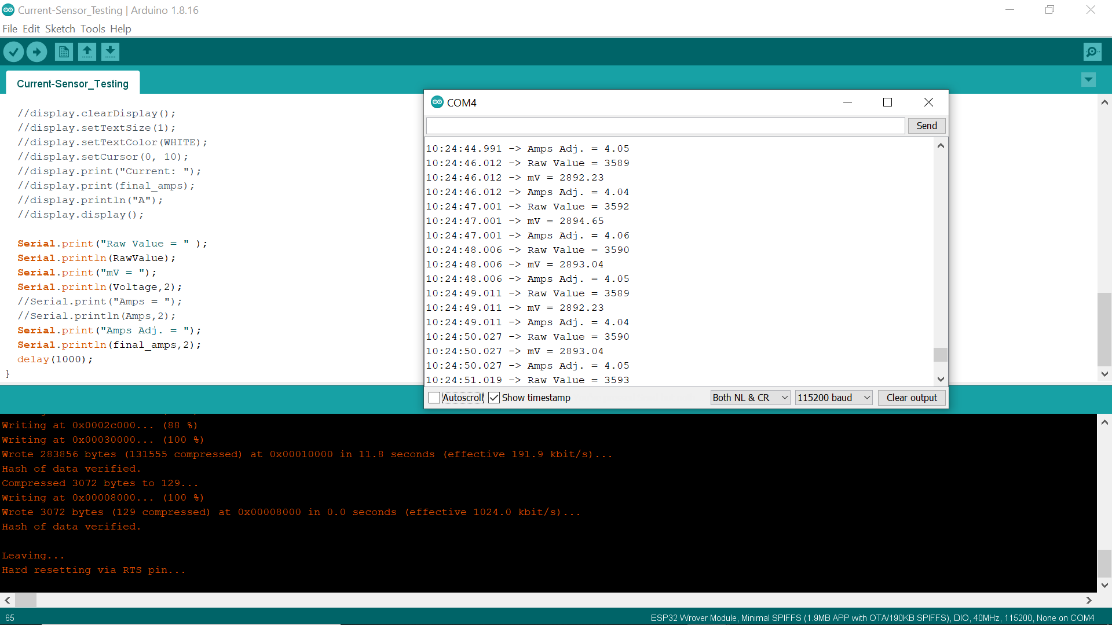 Current-Sensor_Testing | Arduino 1.8.16
File Edit Sketch Tools Help
Current-Sensor_Testing
//display.clearDisplay();
//display.setTextSize(1);
//display.setTextColor(WHITE);
//display.setCursor(0, 10);
//display.print("Current: ");
//display.print(final_amps);
//display.println("A");
//display.display();
Serial.print("Raw Value = " );
Serial.println(RawValue);
Serial.print("mV = ");
Serial.println(Voltage,2);
//Serial.print("Amps = ");
//Serial.println(Amps,2);
Serial.print("Amps Adj. = ");
Serial.println(final_amps,2);
delay(1000);
}
COM4
Send
10:24:44.991 -> Amps Adj. = 4.05
10:24:46.012 -> Raw Value = 3589
10:24:46.012 -> mV = 2892.23
10:24:46.012 -> Amps Adj. = 4.04
10:24:47.001 -> Raw Value = 3592
10:24:47.001 -> mV = 2894.65
10:24:47.001 -> Amps Adj. = 4.06
10:24:48.006 -> Raw Value = 3590
10:24:48.006 -> mV = 2893.04
10:24:48.006 -> Amps Adj. = 4.05
10:24:49.011 -> Raw Value = 3589
10:24:49.011 -> mV = 2892.23
10:24:49.011 -> Amps Adj. = 4.04
10:24:50.027 -> Raw Value = 3590
10:24:50.027 -> mV = 2893.04
10:24:50.027 -> Amps Adj. = 4.05
10:24:51.019 -> Raw Value = 3593
Autoscroll Show timestamp Both NL & CR 115200 baud Clear output
Writing at 0x0002c000... (88 %)
Writing at 0x00030000... (100 %)
Wrote 283856 bytes (131555 compressed) at 0x00010000 in 11.8 seconds (effective 191.9 kbit/s)...
Hash of data verified.
Compressed 3072 bytes to 129...
Writing at 0x00008000... (100 %)
Wrote 3072 bytes (129 compressed) at 0x00008000 in 0.0 seconds (effective 1024.0 kbit/s)...
Hash of data verified.
Leaving...
Hard resetting via RTS pin...
65 ESP32 Wrover Module, Minimal SPIFFS (1.9MB APP with OTA/190KB SPIFFS), DIO, 40MHz, 115200, None on COM4